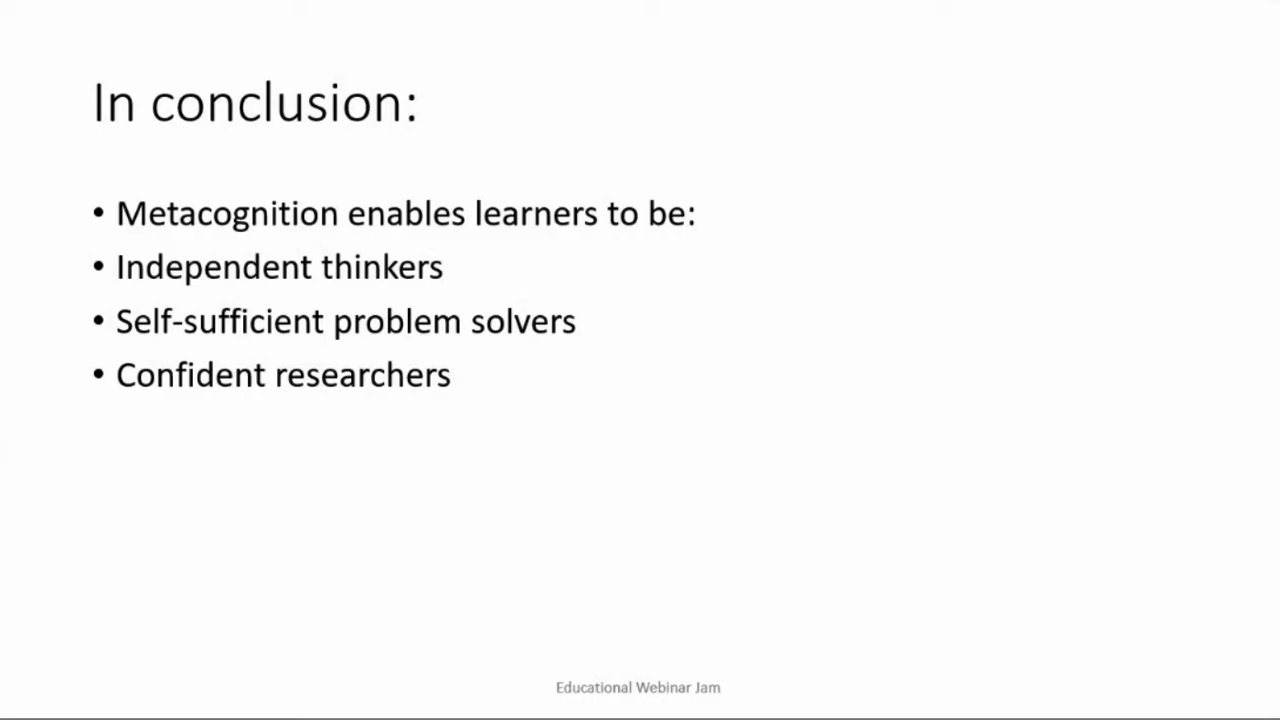 In conclusion:
• Metacognition enables learners to be:
• Independent thinkers
• Self-sufficient problem solvers
• Confident researchers
Educational Webinar Jam